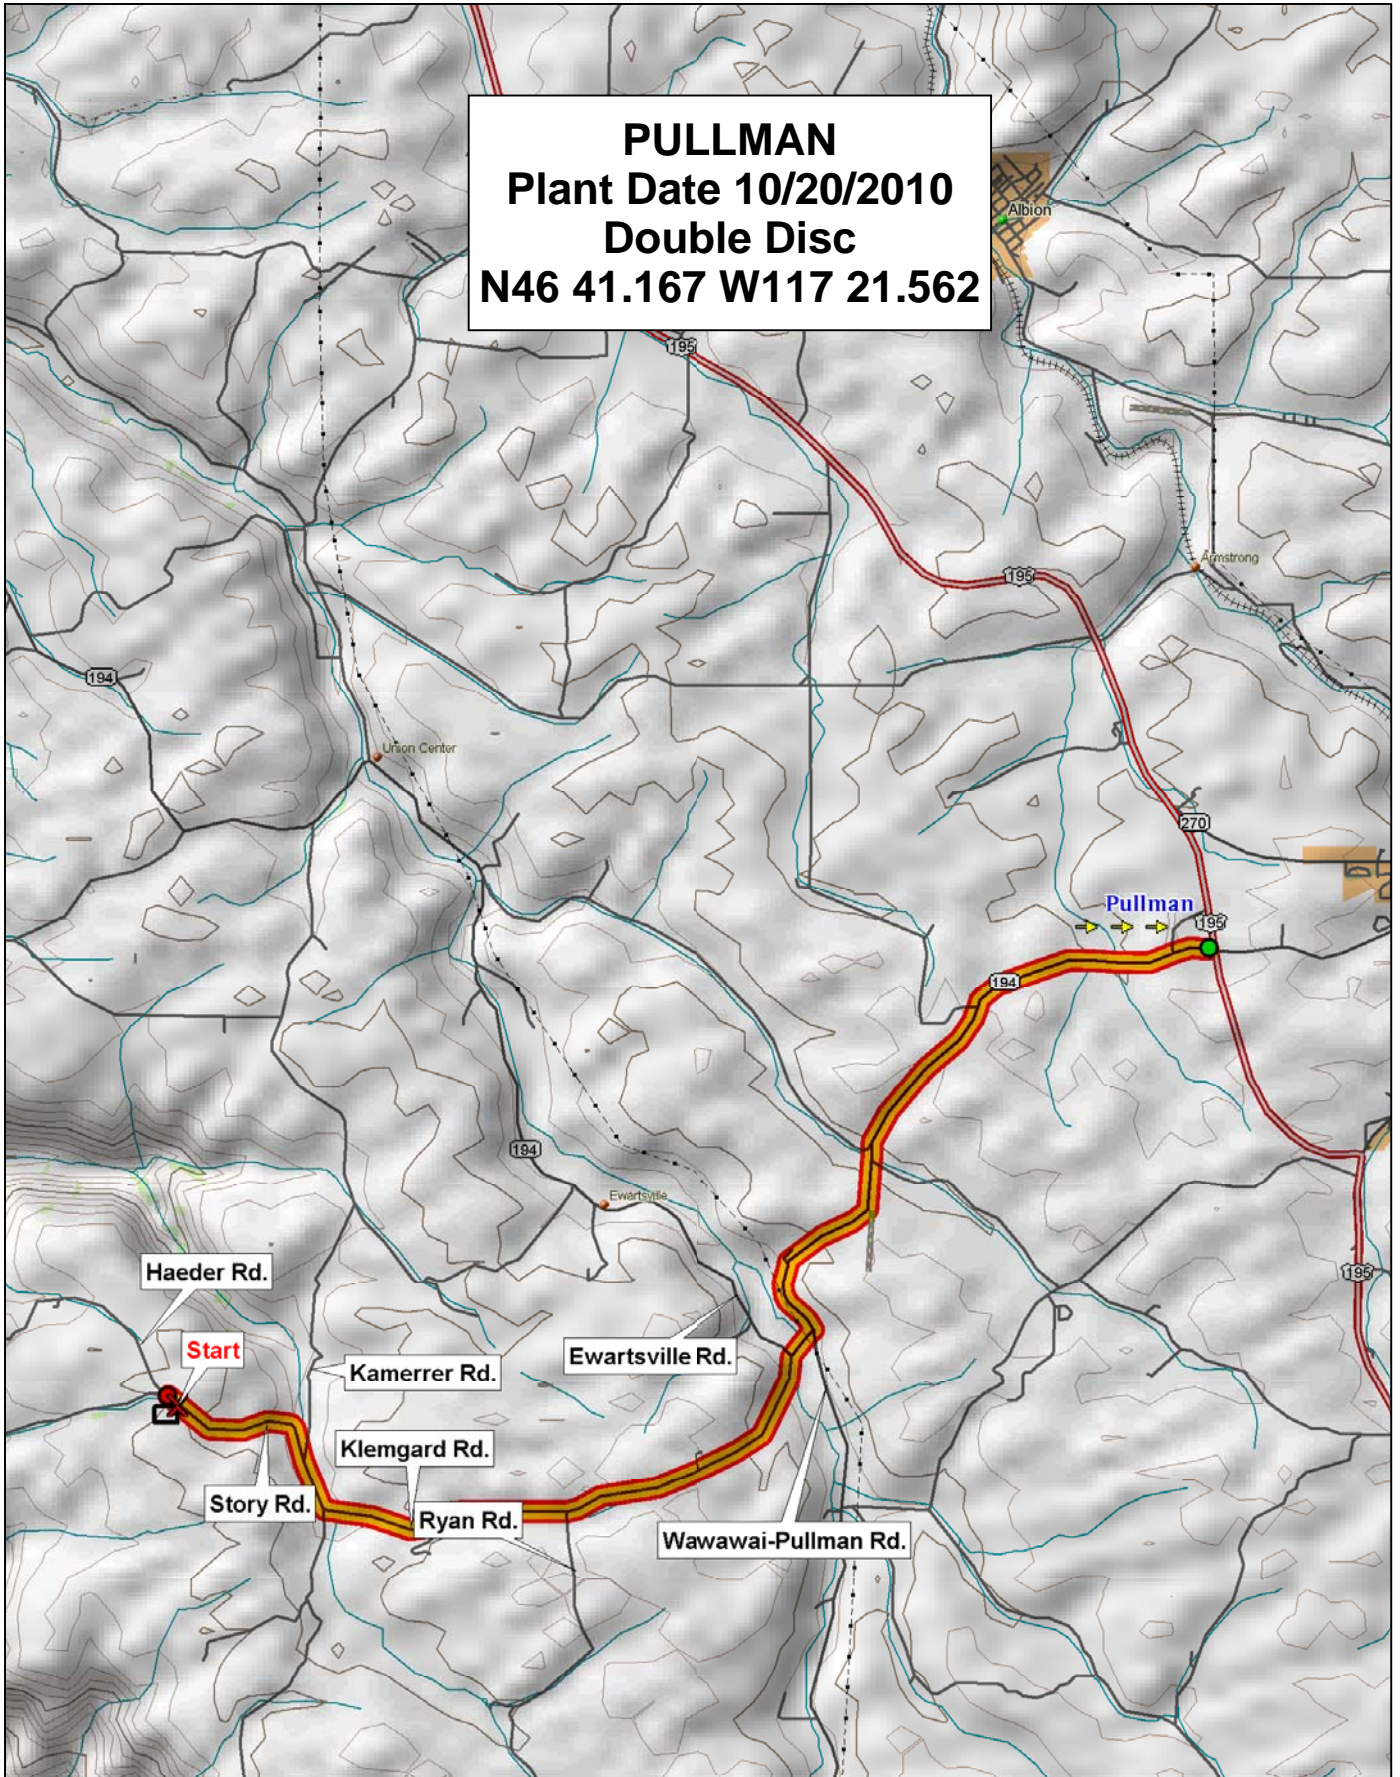 PULLMAN
Plant Date 10/20/2010
Double Disc
N46 41.167 W117 21.562
Albion
195
Armstrong
195
194
Union Center
270
Pullman
195
194
194
Ewartsville
Haeder Rd.
195
Start
Ewartsville Rd.
Kamerrer Rd.
Klemgard Rd.
Story Rd.
Ryan Rd.
Wawawai-Pullman Rd.